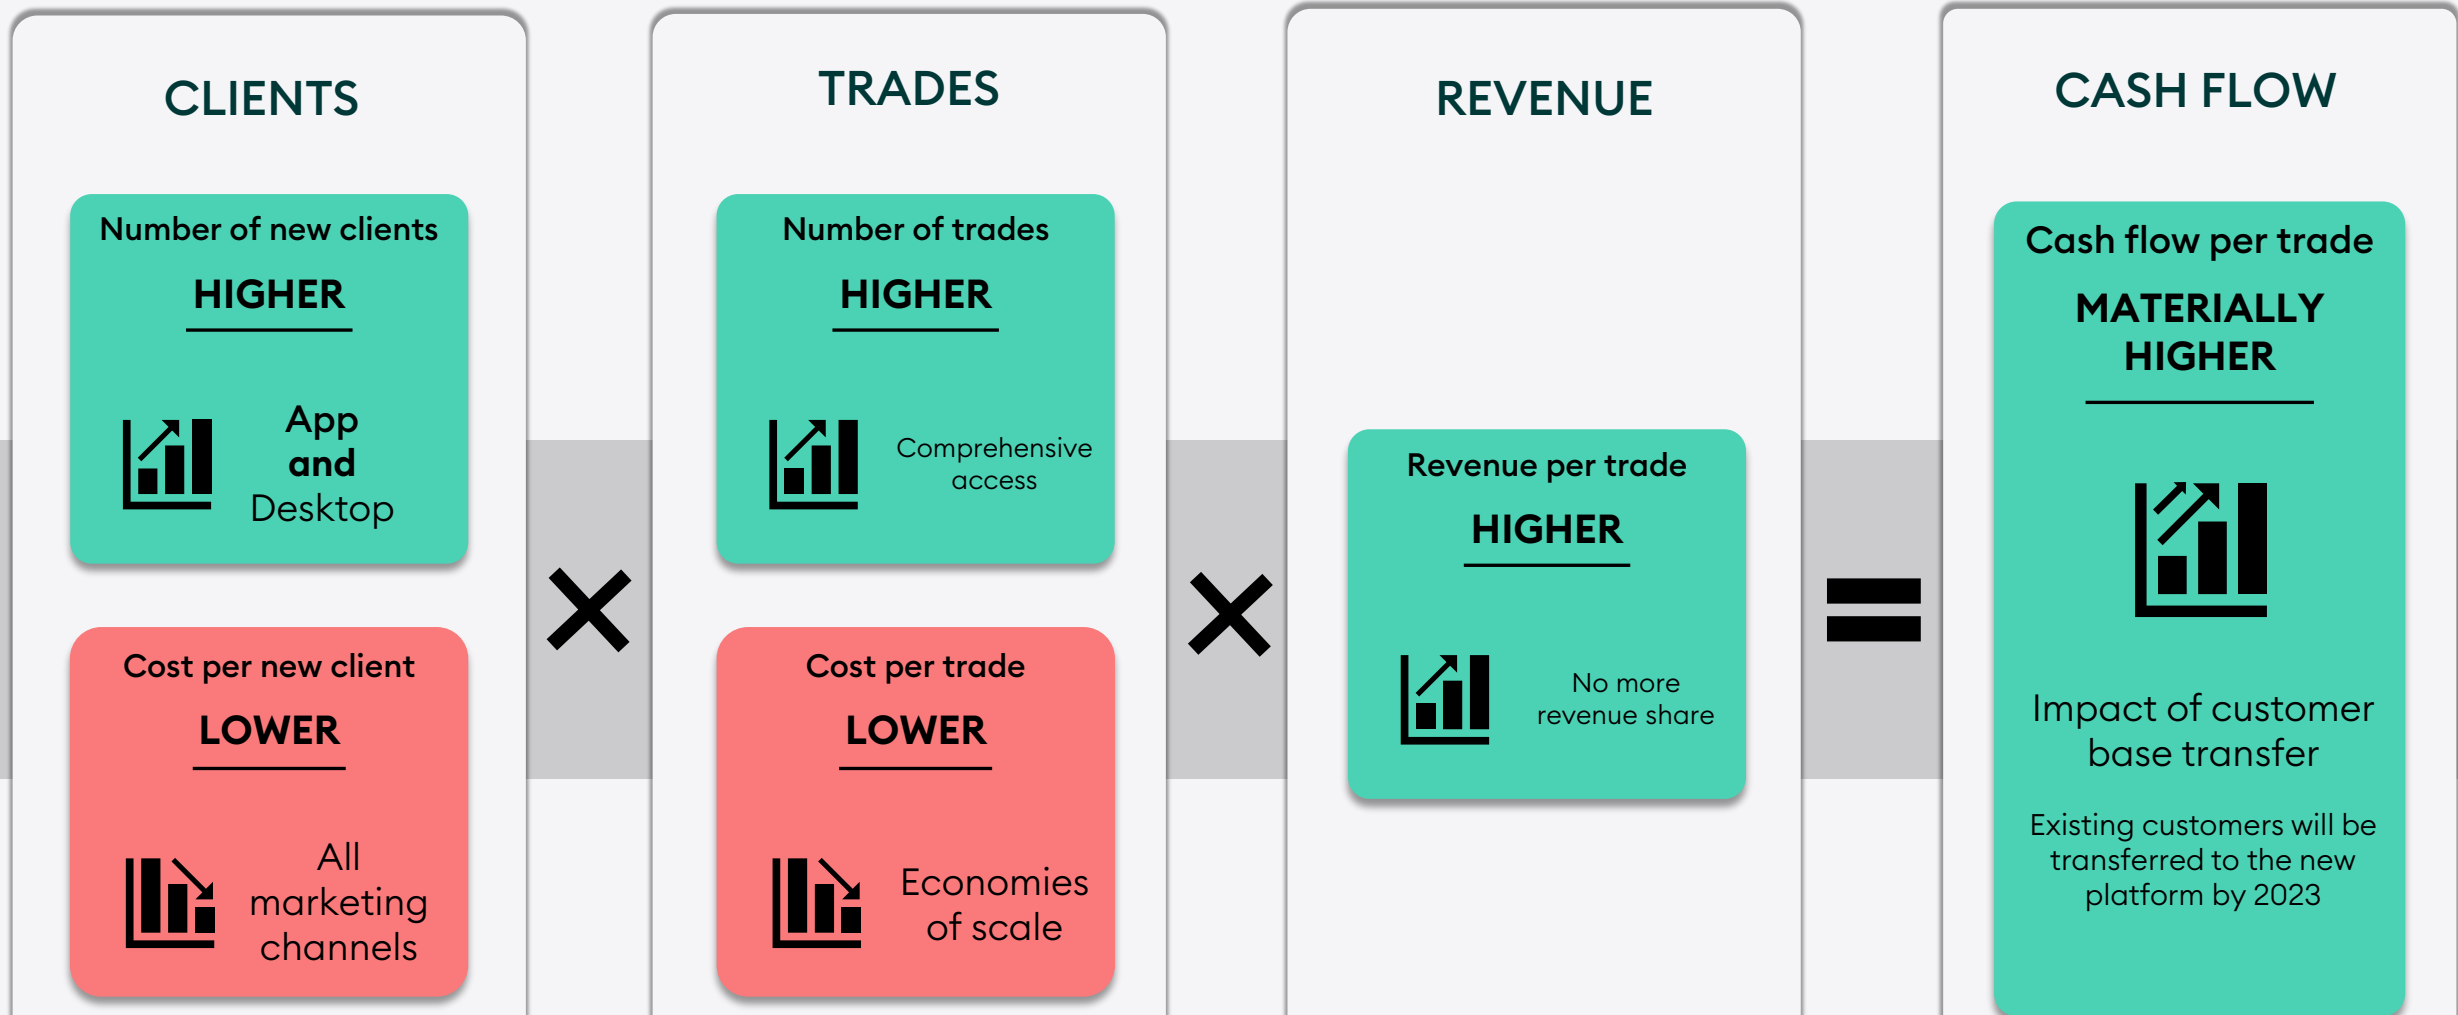 CLIENTS
Number of new clients
HIGHER
App
and
Desktop
Cost per new client
LOWER
All
marketing
channels
×
TRADES
Number of trades
HIGHER
Comprehensive
access
Cost per trade
LOWER
Economies
of scale
×
REVENUE
Revenue per trade
HIGHER
No more
revenue share
=
CASH FLOW
Cash flow per trade
MATERIALLY
HIGHER
Impact of customer
base transfer
Existing customers will be
transferred to the new
platform by 2023